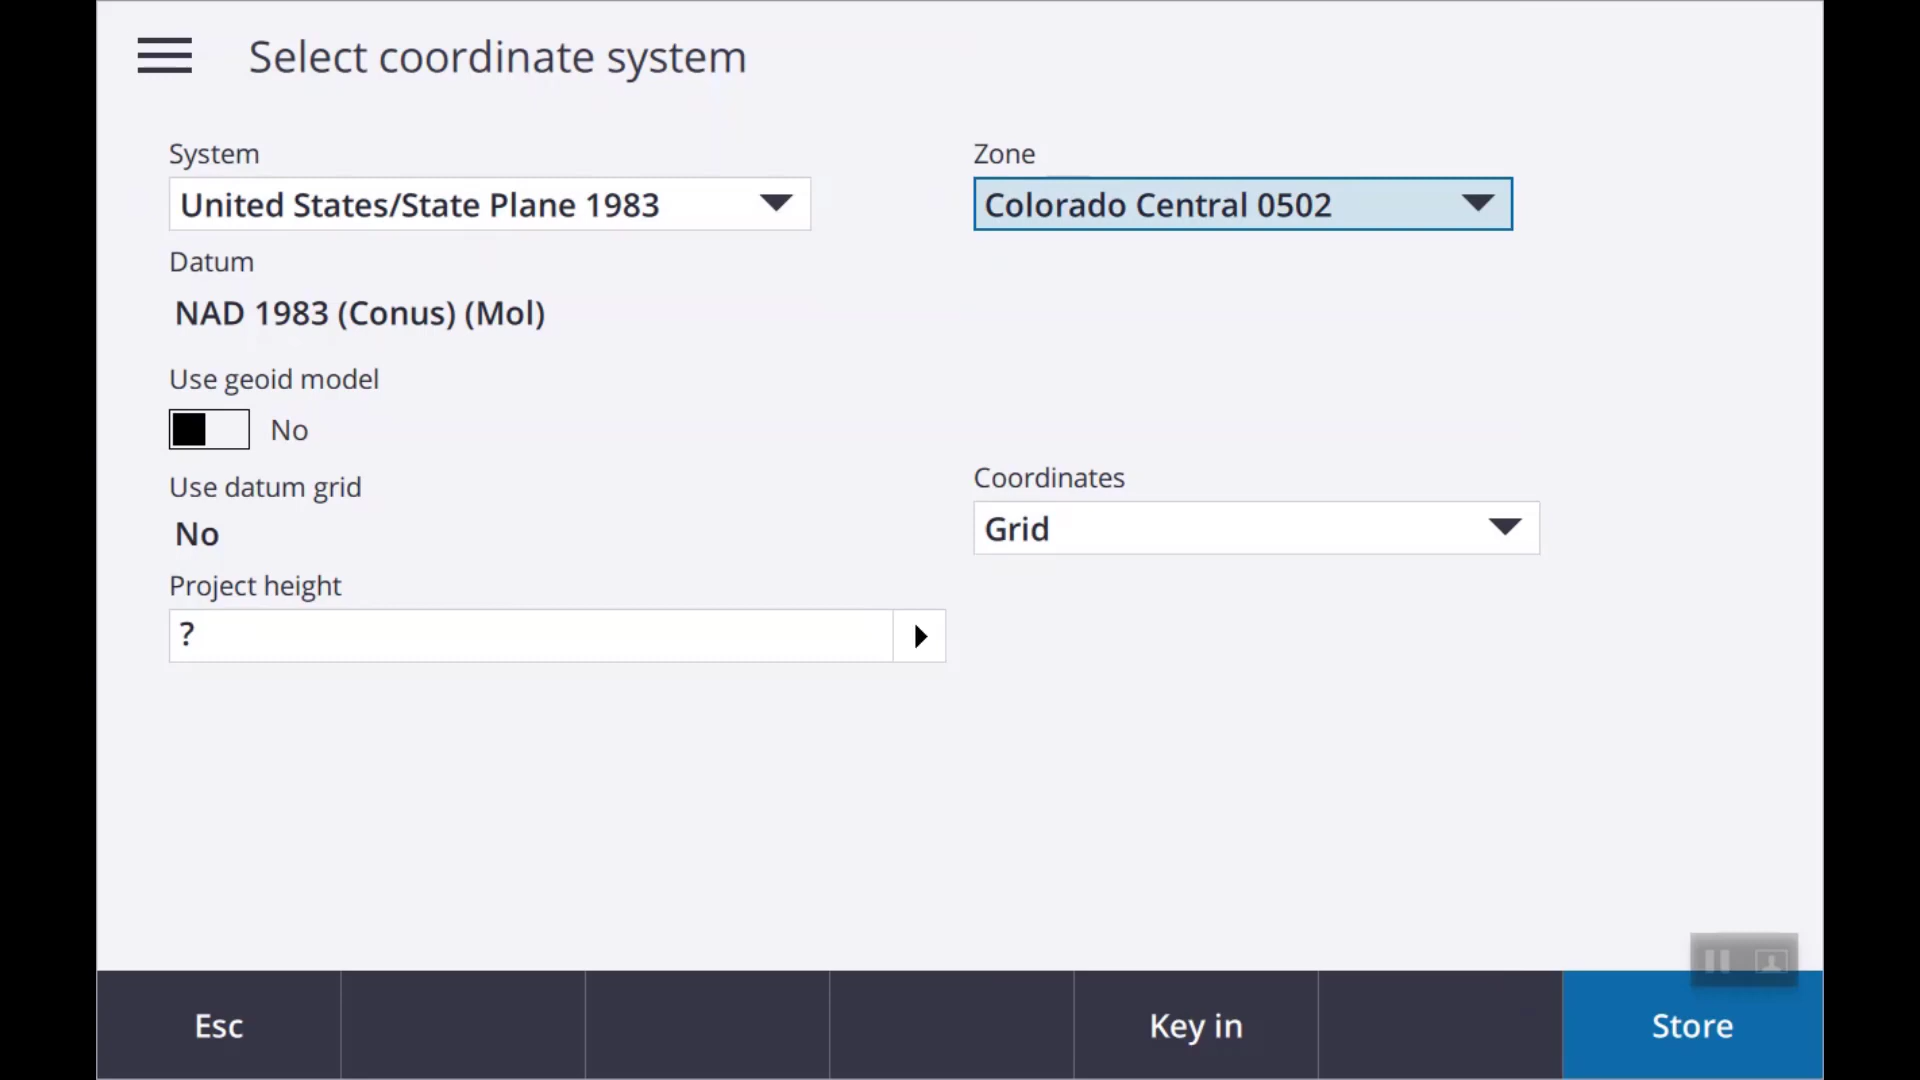 Select coordinate system
System
United States/State Plane 1983
Zone
Colorado Central 0502
Datum
NAD 1983 (Conus) (Mol)
Use geoid model
No
Use datum grid
No
Coordinates
Grid
Project height
?
Esc
Key in
Store